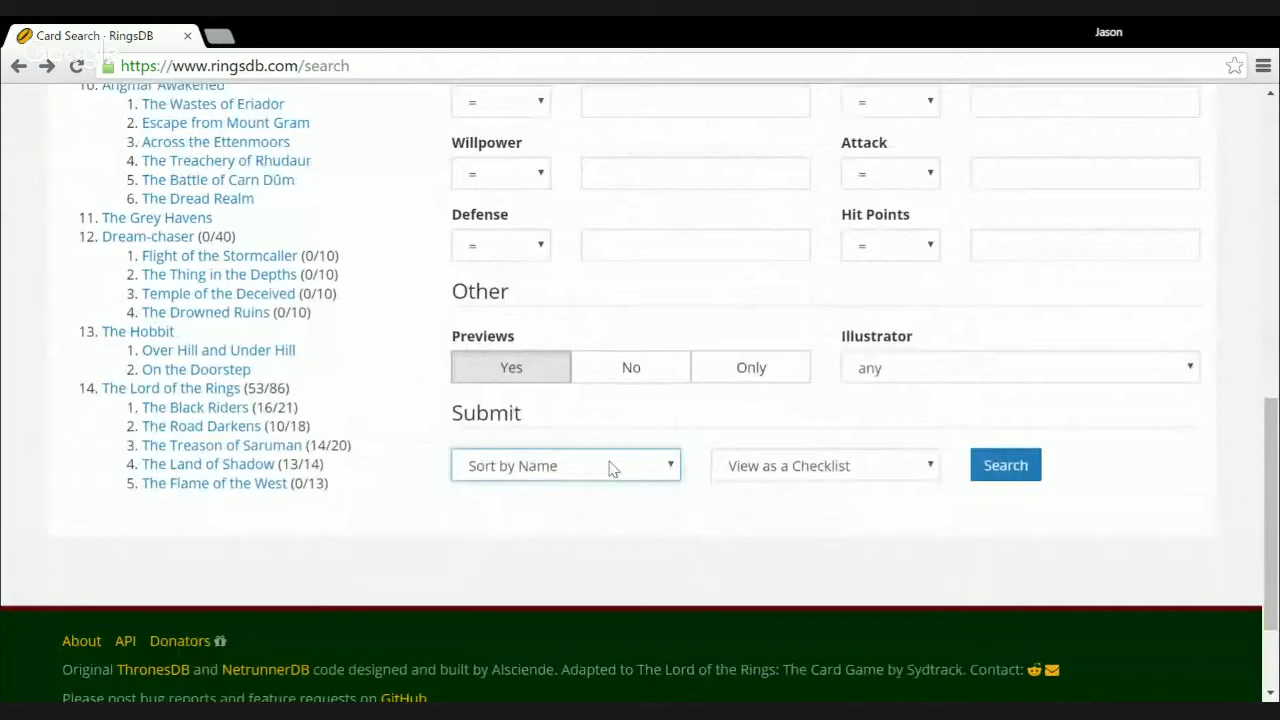 Card Search · RingsDB
Jason
https://www.ringsdb.com/search
10. Angmar Awakened
1. The Wastes of Eriador
2. Escape from Mount Gram
3. Across the Ettenmoors
4. The Treachery of Rhudaur
5. The Battle of Carn Dûm
6. The Dread Realm
11. The Grey Havens
12. Dream-chaser (0/40)
1. Flight of the Stormcaller (0/10)
2. The Thing in the Depths (0/10)
3. Temple of the Deceived (0/10)
4. The Drowned Ruins (0/10)
13. The Hobbit
1. Over Hill and Under Hill
2. On the Doorstep
14. The Lord of the Rings (53/86)
1. The Black Riders (16/21)
2. The Road Darkens (10/18)
3. The Treason of Saruman (14/20)
4. The Land of Shadow (13/14)
5. The Flame of the West (0/13)
= =
Willpower Attack
= =
Defense Hit Points
= =
Other
Previews Illustrator
Yes No Only any
Submit
Sort by Name View as a Checklist Search
About API Donators
Original ThronesDB and NetrunnerDB code designed and built by Alsciende. Adapted to The Lord of the Rings: The Card Game by Sydtrack. Contact:
Please post bug reports and feature requests on GitHub